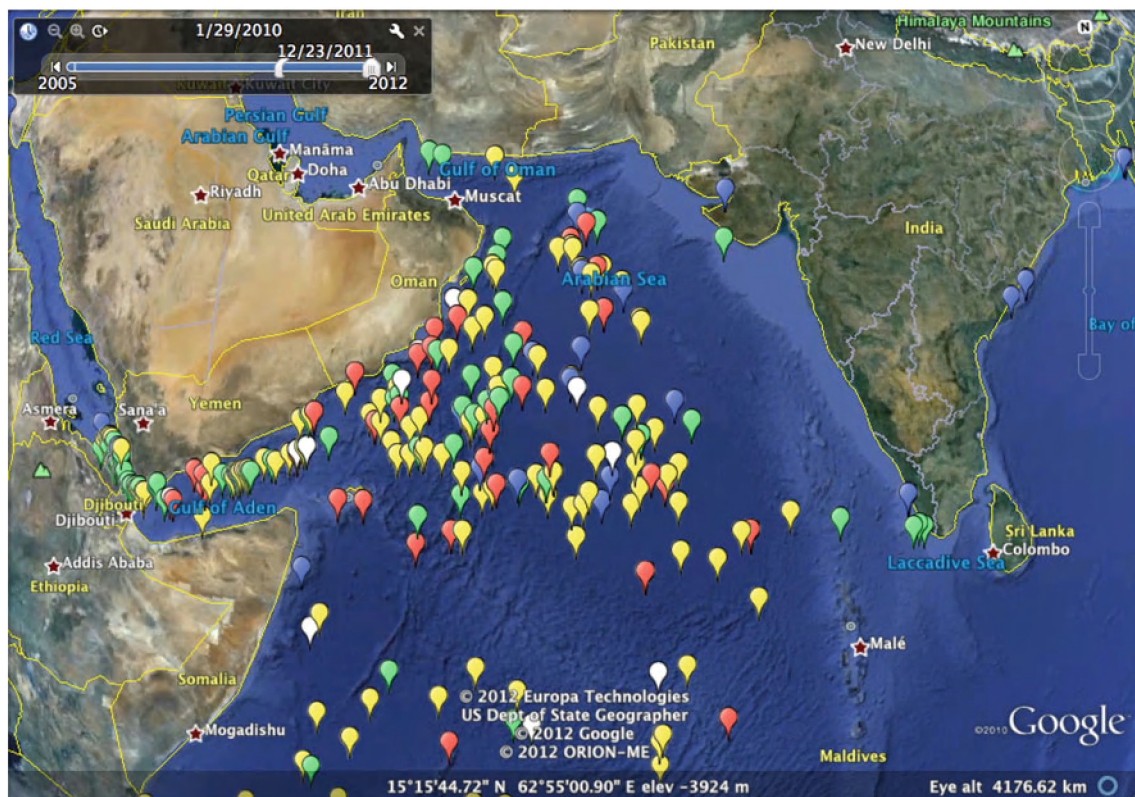 Iran
1/29/2010
12/23/2011
2005
2012
Himalaya Mountains
N
Pakistan
New Delhi
Kuwait City
Persian Gulf
Arabian Gulf
Manāma
Doha
Qatar
Abu Dhabi
Gulf of Oman
Muscat
Riyadh
United Arab Emirates
Saudi Arabia
India
Oman
Arabian Sea
Red Sea
Bay of
Yemen
Asmera
Sana'a
Djibouti
Gulf of Aden
Djibouti
Sri Lanka
Colombo
Addis Ababa
Laccadive Sea
Ethiopia
Malé
Somalia
© 2012 Europa Technologies
US Dept of State Geographer
© 2012 Google
© 2012 ORION-ME
Mogadishu
©2010 Google
Maldives
15°15'44.72" N 62°55'00.90" E elev -3924 m
Eye alt 4176.62 km